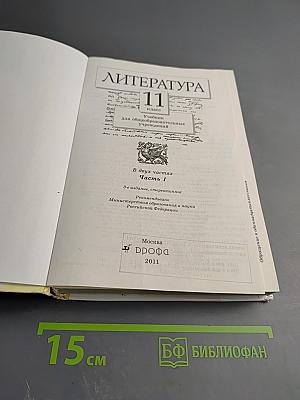 ЛИТЕРАТУРА
11
класс
Учебник
для общеобразовательных
учреждений
В двух частях
Часть 1
Рекомендовано
Министерством образования и науки
Российской Федерации
Москва
дрофа
2011
15 см
БФ БИБЛИОФАН